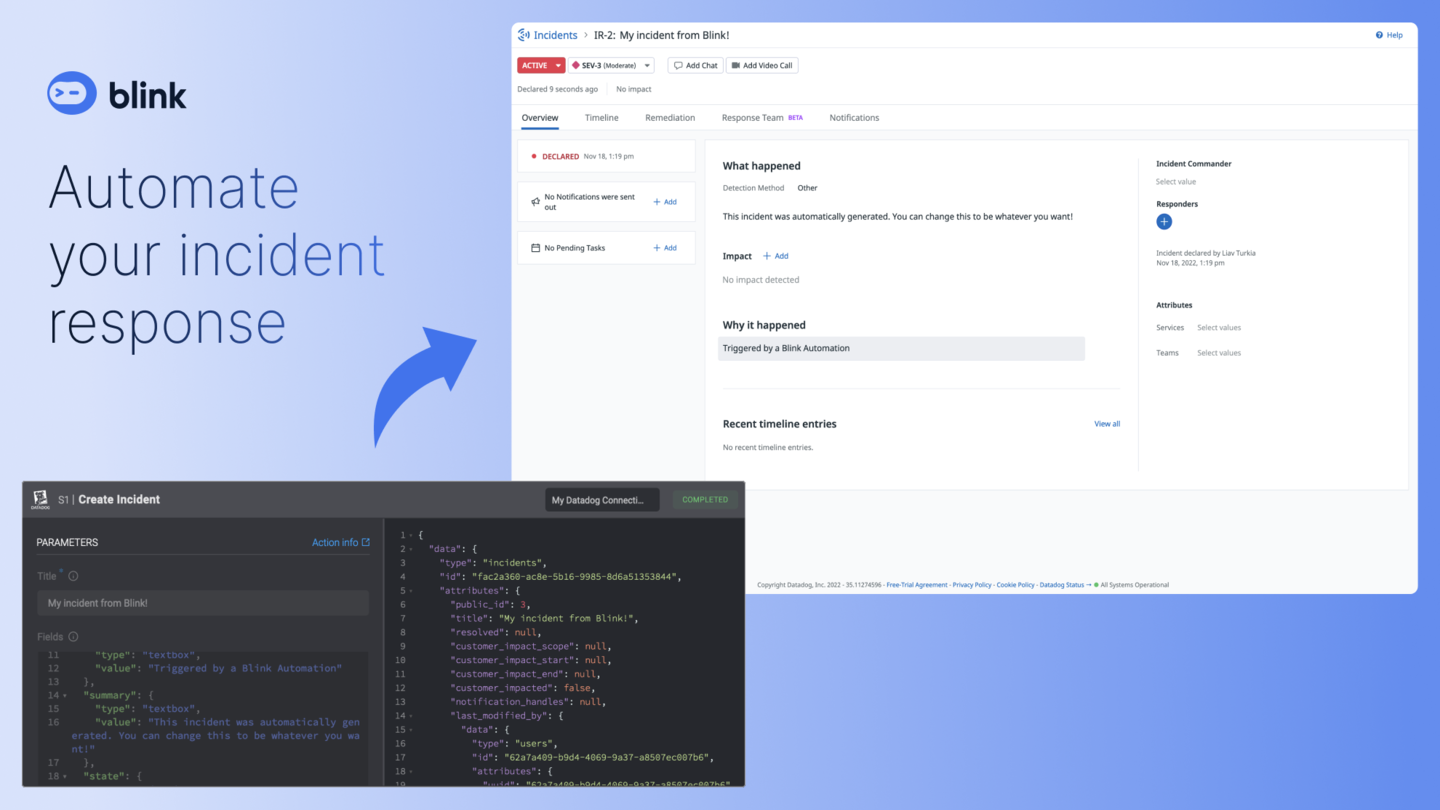 blink
Automate
your incident
response
Incidents > IR-2: My incident from Blink!
Help
ACTIVE
SEV-3 (Moderate)
Add Chat
Add Video Call
Declared 9 seconds ago
No impact
Overview
Timeline
Remediation
Response Team BETA
Notifications
DECLARED Nov 18, 1:19 pm
No Notifications were sent
out
+ Add
No Pending Tasks
+ Add
What happened
Detection Method Other
This incident was automatically generated. You can change this to be whatever you want!
Impact + Add
No impact detected
Why it happened
Triggered by a Blink Automation
Recent timeline entries
View all
No recent timeline entries.
Incident Commander
Select value
Responders
Incident declared by Liav Turkia
Nov 18, 2022, 1:19 pm
Attributes
Services Select values
Teams Select values
Copyright Datadog, Inc. 2022 - 35.11274596 - Free-Trial Agreement - Privacy Policy - Cookie Policy - Datadog Status → All Systems Operational
DATADOG
S1 | Create Incident
My Datadog Connecti...
COMPLETED
PARAMETERS
Action info
Title *
My incident from Blink!
Fields
11 "type": "textbox",
12 "value": "Triggered by a Blink Automation"
13 },
14 "summary": {
15 "type": "textbox",
16 "value": "This incident was automatically gen
erated. You can change this to be whatever you wa
nt!"
17 },
18 "state": {
1 {
2 "data": {
3 "type": "incidents",
4 "id": "fac2a360-ac8e-5b16-9985-8d6a51353844",
5 "attributes": {
6 "public_id": 3,
7 "title": "My incident from Blink!",
8 "resolved": null,
9 "customer_impact_scope": null,
10 "customer_impact_start": null,
11 "customer_impact_end": null,
12 "customer_impacted": false,
13 "notification_handles": null,
14 "last_modified_by": {
15 "data": {
16 "type": "users",
17 "id": "62a7a409-b9d4-4069-9a37-a8507ec007b6",
18 "attributes": {
19 "uuid": "62a7a409-b9d4-4069-9a37-a8507ec007b6"